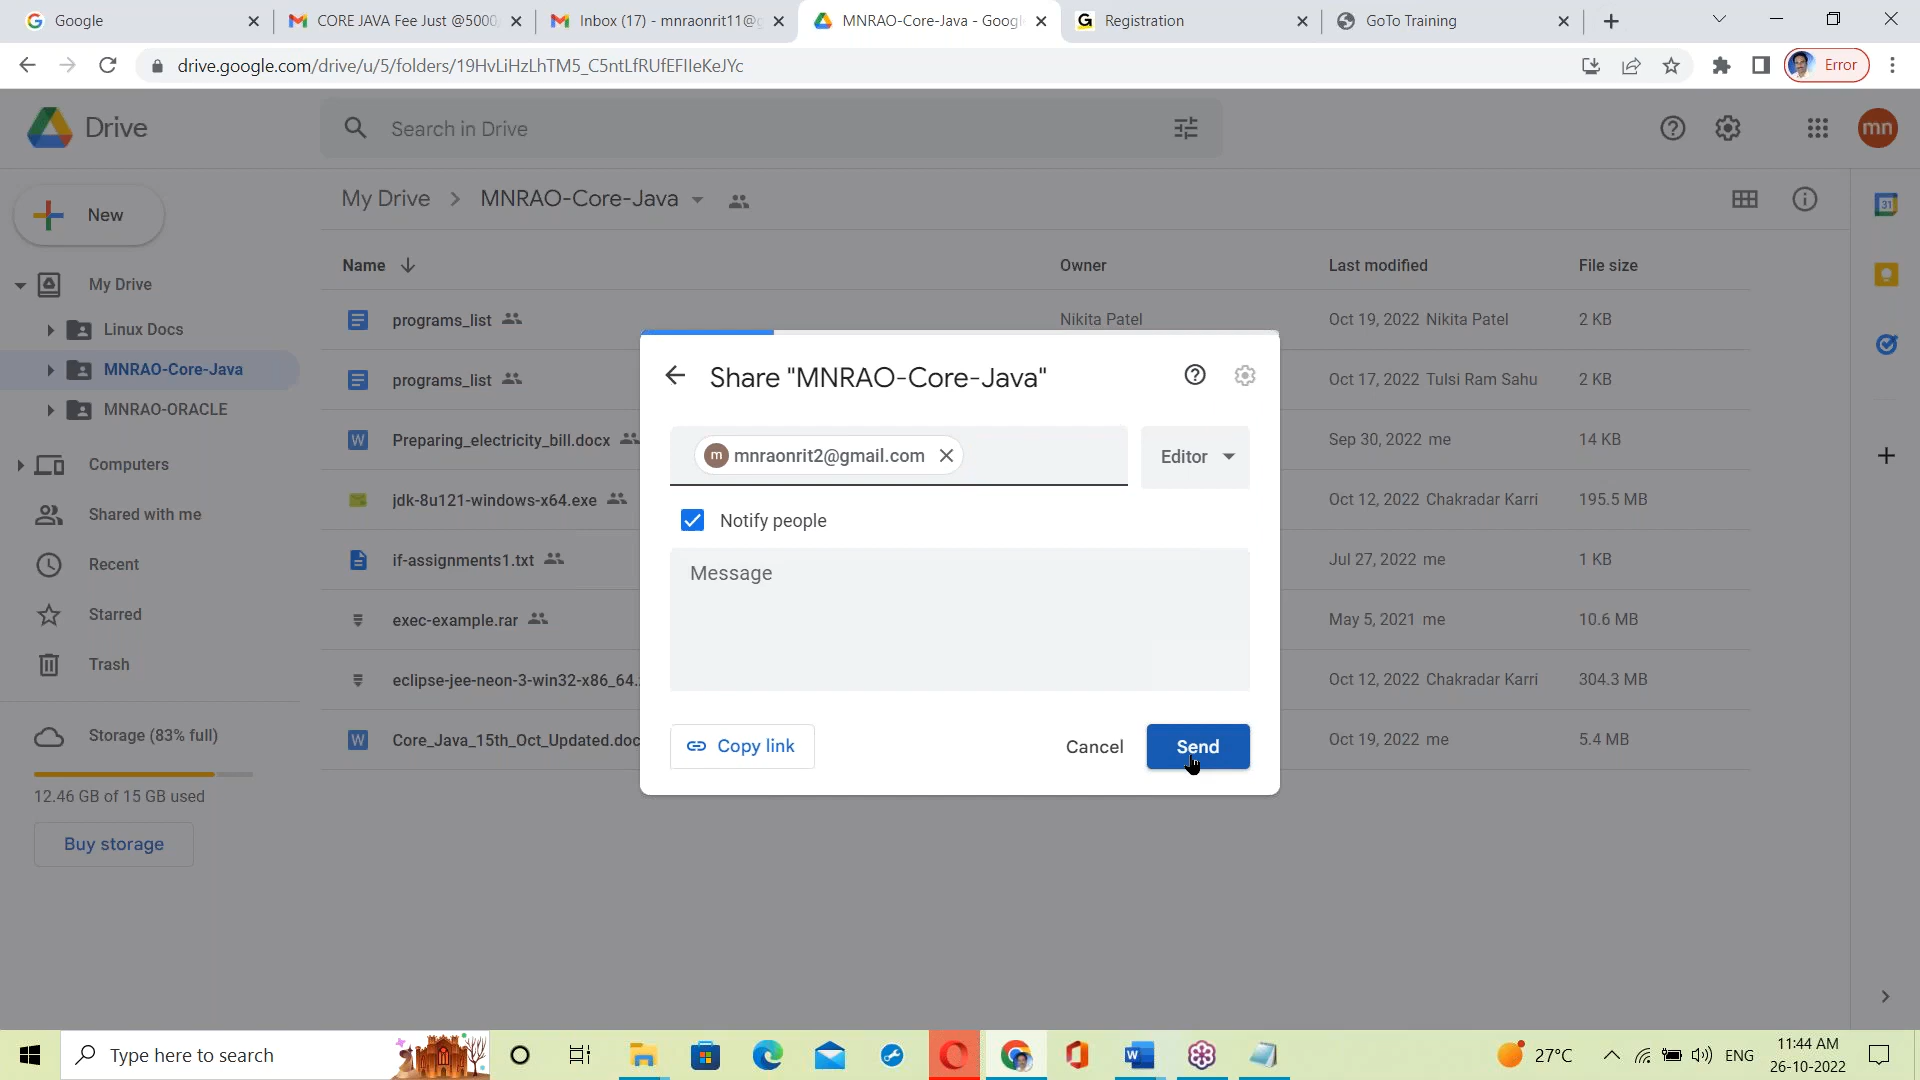 Google
CORE JAVA Fee Just @5000
Inbox (17) - mnraonrit11@g
MNRAO-Core-Java - Googl
Registration
GoTo Training
drive.google.com/drive/u/5/folders/19HvLiHzLhTM5_C5ntLfRUfEFIIeKeJYc
Error
Drive
Search in Drive
mn
New
My Drive > MNRAO-Core-Java
Name
Owner
Last modified
File size
My Drive
Linux Docs
MNRAO-Core-Java
MNRAO-ORACLE
Computers
Shared with me
Recent
Starred
Trash
Storage (83% full)
12.46 GB of 15 GB used
Buy storage
programs_list Nikita Patel Oct 19, 2022 Nikita Patel 2 KB
programs_list Oct 17, 2022 Tulsi Ram Sahu 2 KB
Preparing_electricity_bill.docx Sep 30, 2022 me 14 KB
jdk-8u121-windows-x64.exe Oct 12, 2022 Chakradar Karri 195.5 MB
if-assignments1.txt Jul 27, 2022 me 1 KB
exec-example.rar May 5, 2021 me 10.6 MB
eclipse-jee-neon-3-win32-x86_64. Oct 12, 2022 Chakradar Karri 304.3 MB
Core_Java_15th_Oct_Updated.doc Oct 19, 2022 me 5.4 MB
Share "MNRAO-Core-Java"
m mnraonrit2@gmail.com
Editor
Notify people
Message
Copy link
Cancel
Send
31
Type here to search
27°C
ENG
11:44 AM
26-10-2022